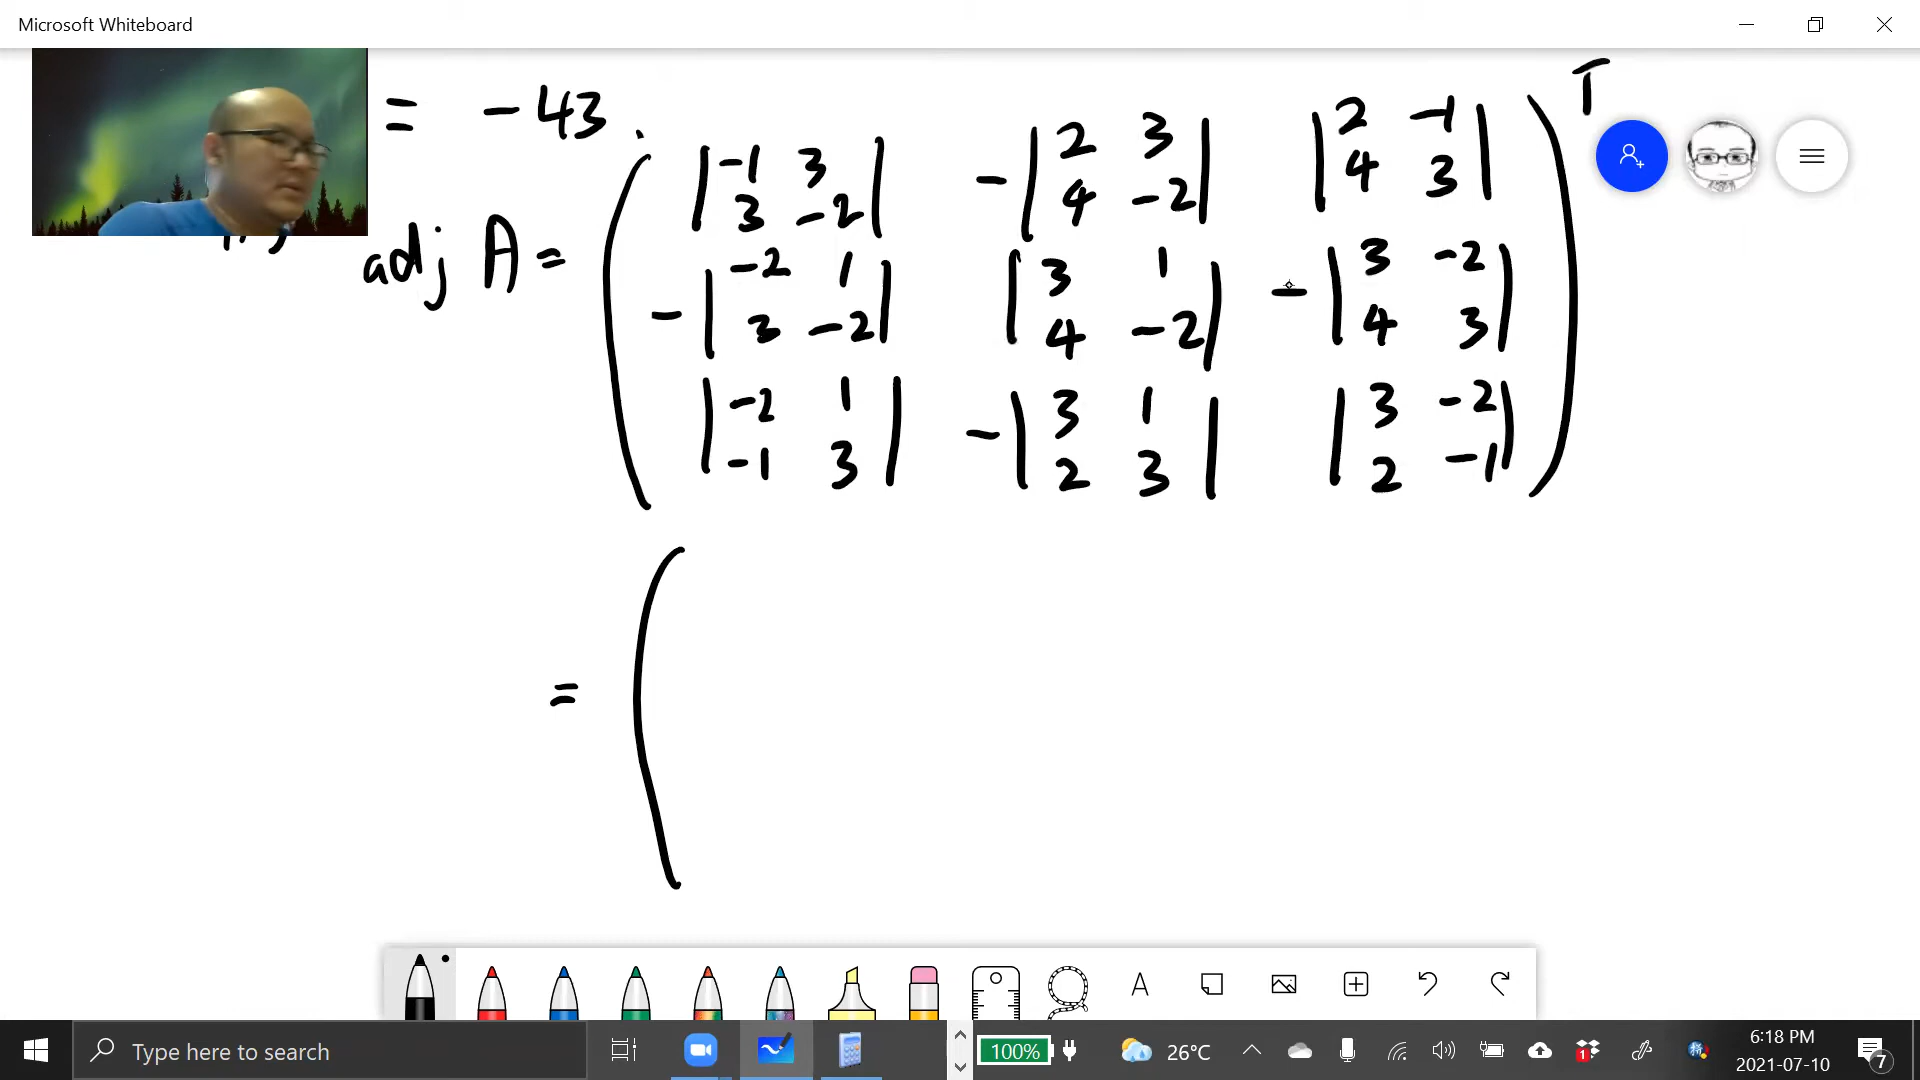 Microsoft Whiteboard
= -43.
adj A = ( |-1 3| -|2 3| |2 -1| )T
|3 -2| |4 -2| |4 3|
-|-2 1| |3 1| -|3 -2|
|3 -2| |4 -2| |4 3|
|-2 1| -|3 1| |3 -2|
|-1 3| |2 3| |2 -1|
= (
A
Type here to search
100%
26°C
1
6:18 PM
2021-07-10
7